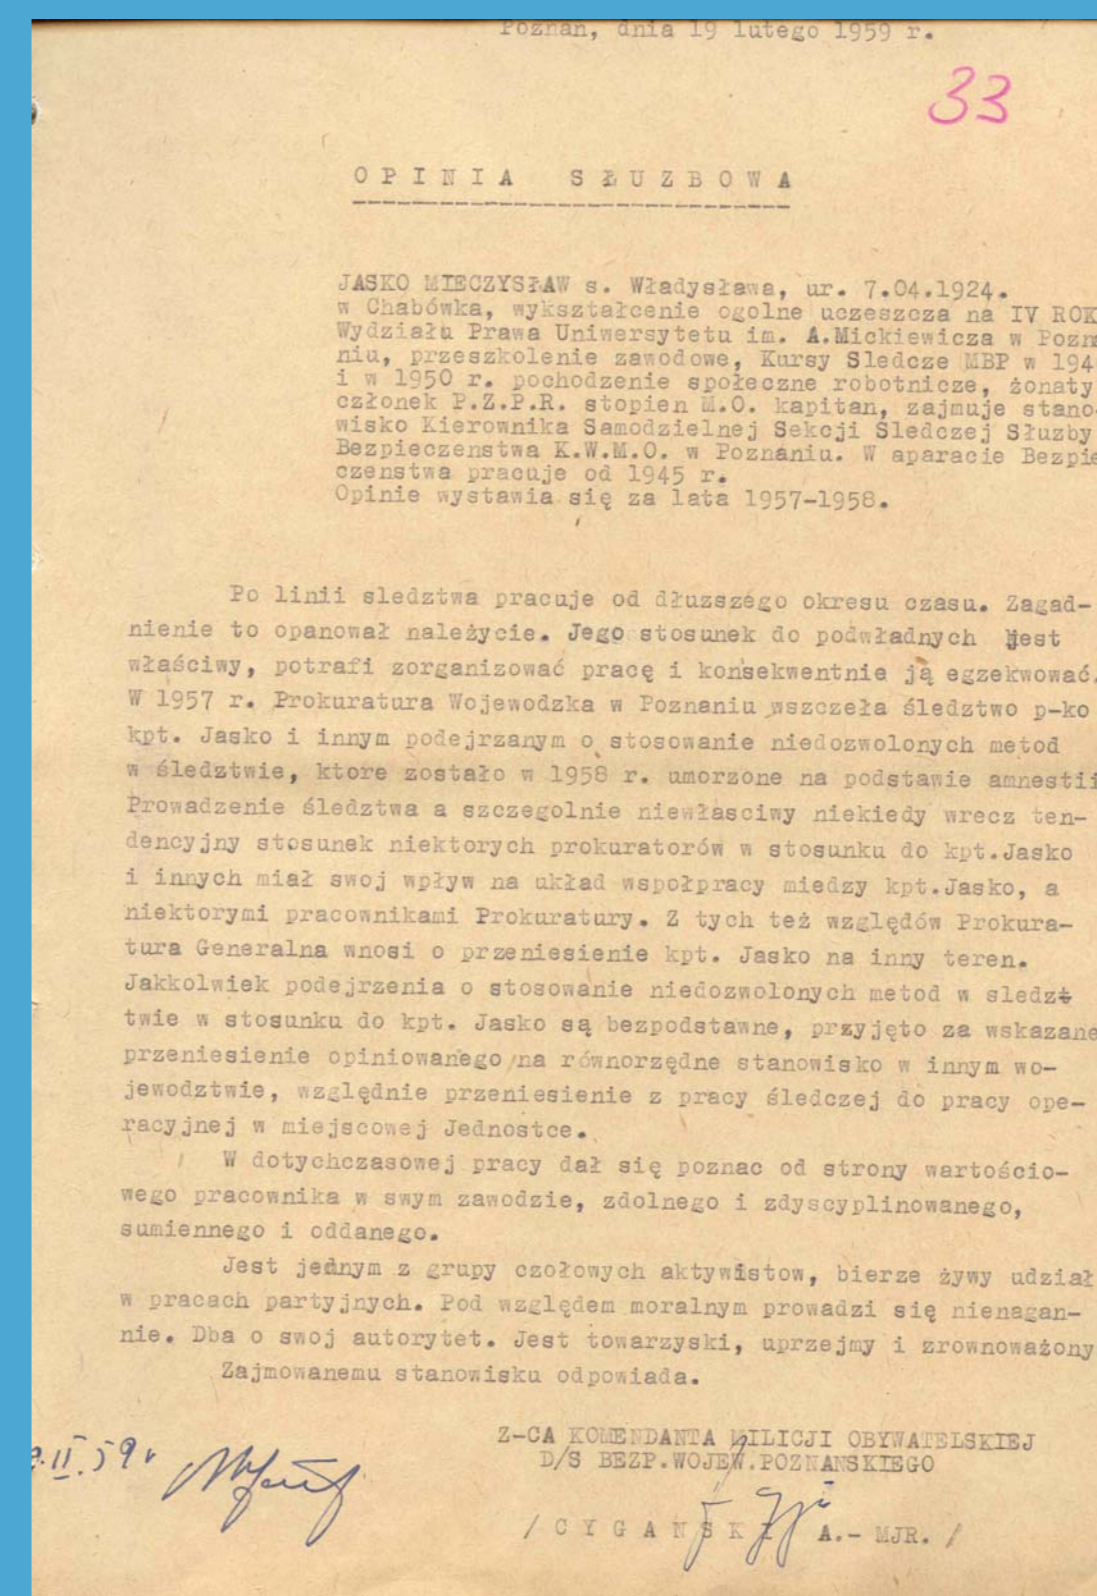 Poznan, dnia 19 lutego 1959 r.
33
OPINIA SŁUZBOWA
JASKO MIECZYSŁAW s. Władysława, ur. 7.04.1924.
w Chabówka, wykształcenie ogolne uczeszcza na IV ROK
Wydziału Prawa Uniwersytetu im. A.Mickiewicza w Pozna
niu, przeszkolenie zawodowe, Kursy Sledcze MBP w 194
i w 1950 r. pochodzenie społeczne robotnicze, żonaty
członek P.Z.P.R. stopien M.O. kapitan, zajmuje stano-
wisko Kierownika Samodzielnej Sekcji Śledczej Służby
Bezpieczenstwa K.W.M.O. w Poznaniu. W aparacie Bezpie
czenstwa pracuje od 1945 r.
Opinie wystawia się za lata 1957-1958.
Po linii sledztwa pracuje od dłuzszego okresu czasu. Zagad-
nienie to opanował należycie. Jego stosunek do podwładnych jest
właściwy, potrafi zorganizować pracę i konsekwentnie ją egzekwować.
W 1957 r. Prokuratura Wojewodzka w Poznaniu wszczeła śledztwo p-ko
kpt. Jasko i innym podejrzanym o stosowanie niedozwolonych metod
w śledztwie, ktore zostało w 1958 r. umorzone na podstawie amnestii
Prowadzenie śledztwa a szczegolnie niewłasciwy niekiedy wrecz ten-
dencyjny stosunek niektorych prokuratorów w stosunku do kpt.Jasko
i innych miał swoj wpływ na układ wspołpracy miedzy kpt.Jasko, a
niektorymi pracownikami Prokuratury. Z tych też względów Prokura-
tura Generalna wnosi o przeniesienie kpt. Jasko na inny teren.
Jakkolwiek podejrzenia o stosowanie niedozwolonych metod w sledzt
twie w stosunku do kpt. Jasko są bezpodstawne, przyjęto za wskazane
przeniesienie opiniowanego na równorzędne stanowisko w innym wo-
jewodztwie, względnie przeniesienie z pracy śledczej do pracy ope-
racyjnej w miejscowej Jednostce.
W dotychczasowej pracy dał się poznac od strony wartościo-
wego pracownika w swym zawodzie, zdolnego i zdyscyplinowanego,
sumiennego i oddanego.
Jest jednym z grupy czołowych aktywistow, bierze żywy udział
w pracach partyjnych. Pod względem moralnym prowadzi się nienagan-
nie. Dba o swoj autorytet. Jest towarzyski, uprzejmy i zrownoważony
Zajmowanemu stanowisku odpowiada.
Z-CA KOMENDANTA MILICJI OBYWATELSKIEJ
D/S BEZP.WOJEW.POZNANSKIEGO
9.II.59r
/ CYGAŃSKI A.- MJR. /